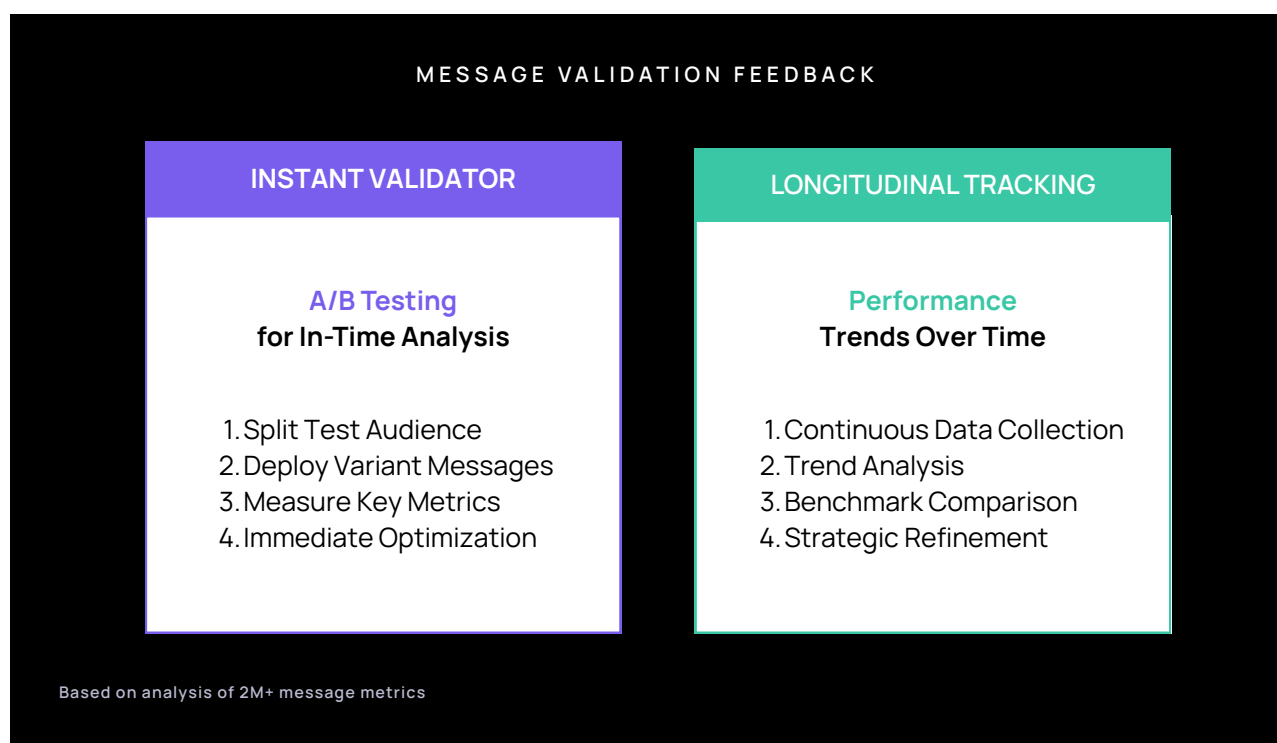 MESSAGE VALIDATION FEEDBACK
INSTANT VALIDATOR
A/B Testing
for In-Time Analysis
1. Split Test Audience
2. Deploy Variant Messages
3. Measure Key Metrics
4. Immediate Optimization
LONGITUDINAL TRACKING
Performance
Trends Over Time
1. Continuous Data Collection
2. Trend Analysis
3. Benchmark Comparison
4. Strategic Refinement
Based on analysis of 2M+ message metrics